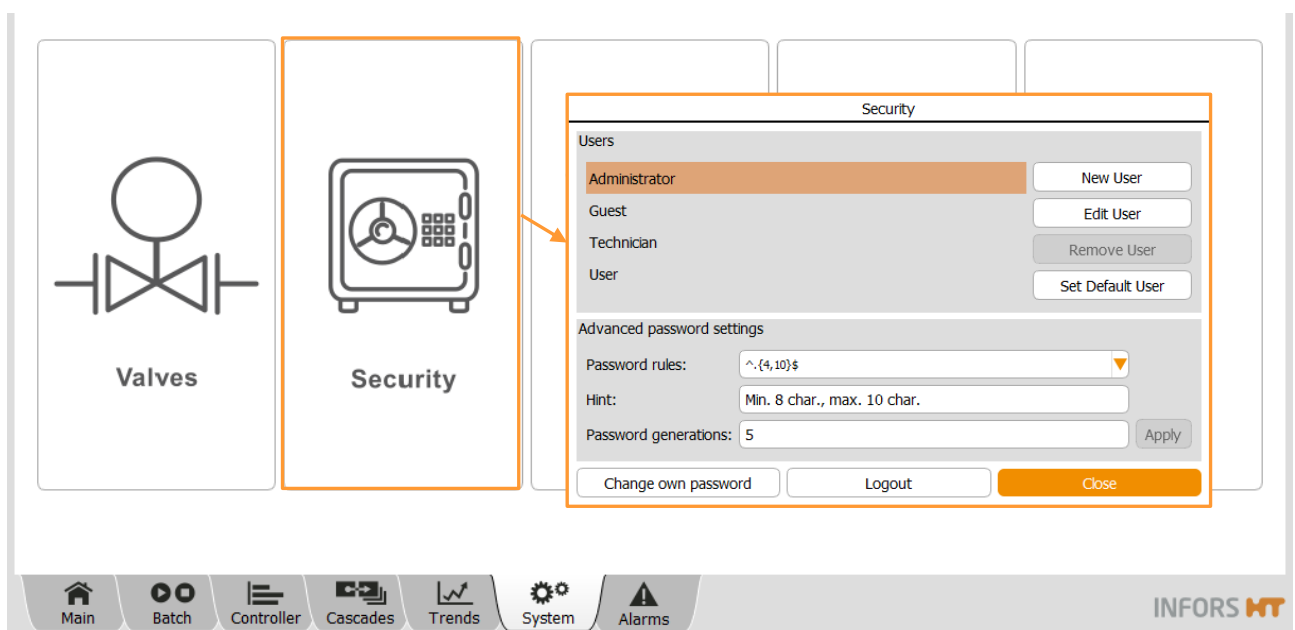 Valves
Security
Security
Users
Administrator
New User
Guest
Edit User
Technician
Remove User
User
Set Default User
Advanced password settings
Password rules: ^.{4,10}$
Hint: Min. 8 char., max. 10 char.
Password generations: 5 Apply
Change own password Logout Close
Main Batch Controller Cascades Trends System Alarms
INFORS HT